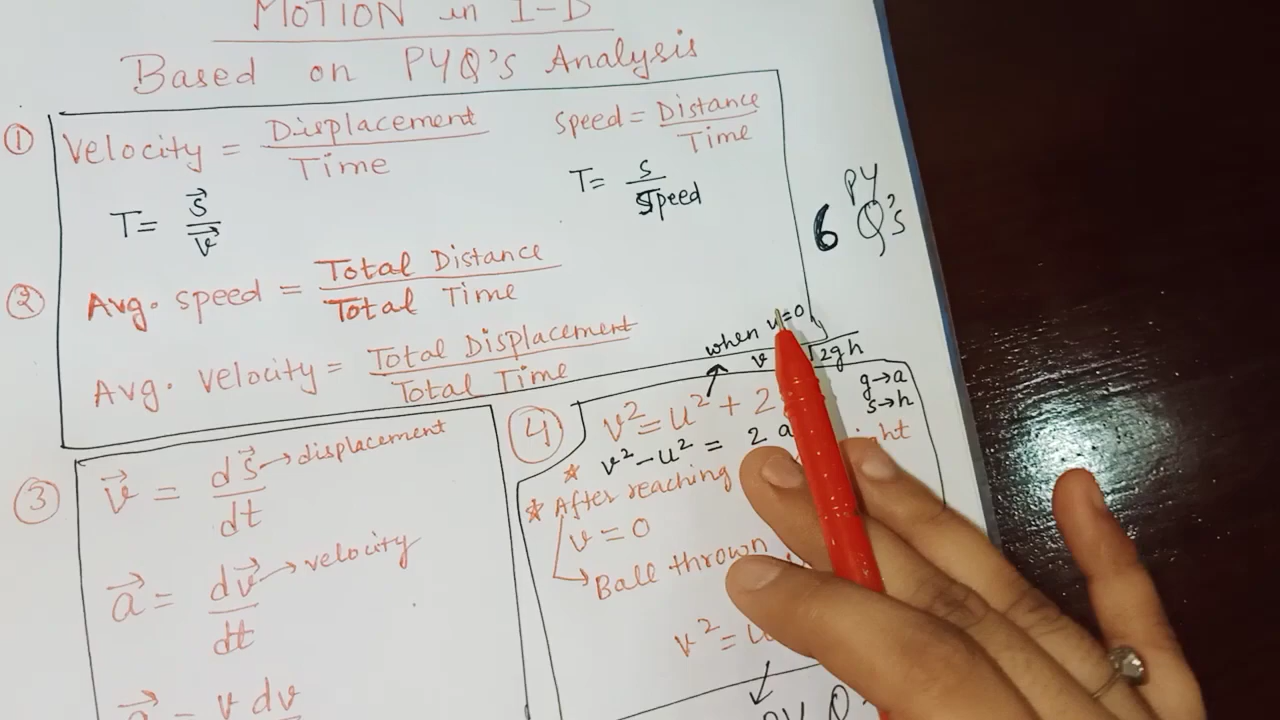 MOTION in 1-D
Based on PYQ's Analysis
① Velocity = Displacement / Time
Speed = Distance / Time
T = s⃗ / v⃗
T = s / Speed
6 PYQ's
② Avg. speed = Total Distance / Total Time
Avg. velocity = Total Displacement / Total Time
when u=0
v √2gh
g→a
s→h
③ v⃗ = ds⃗ / dt → displacement
a⃗ = dv⃗ / dt → velocity
v dv
④ v² = u² + 2
* v² - u² = 2 a
* After reaching
v = 0
↳ Ball thrown
v² =